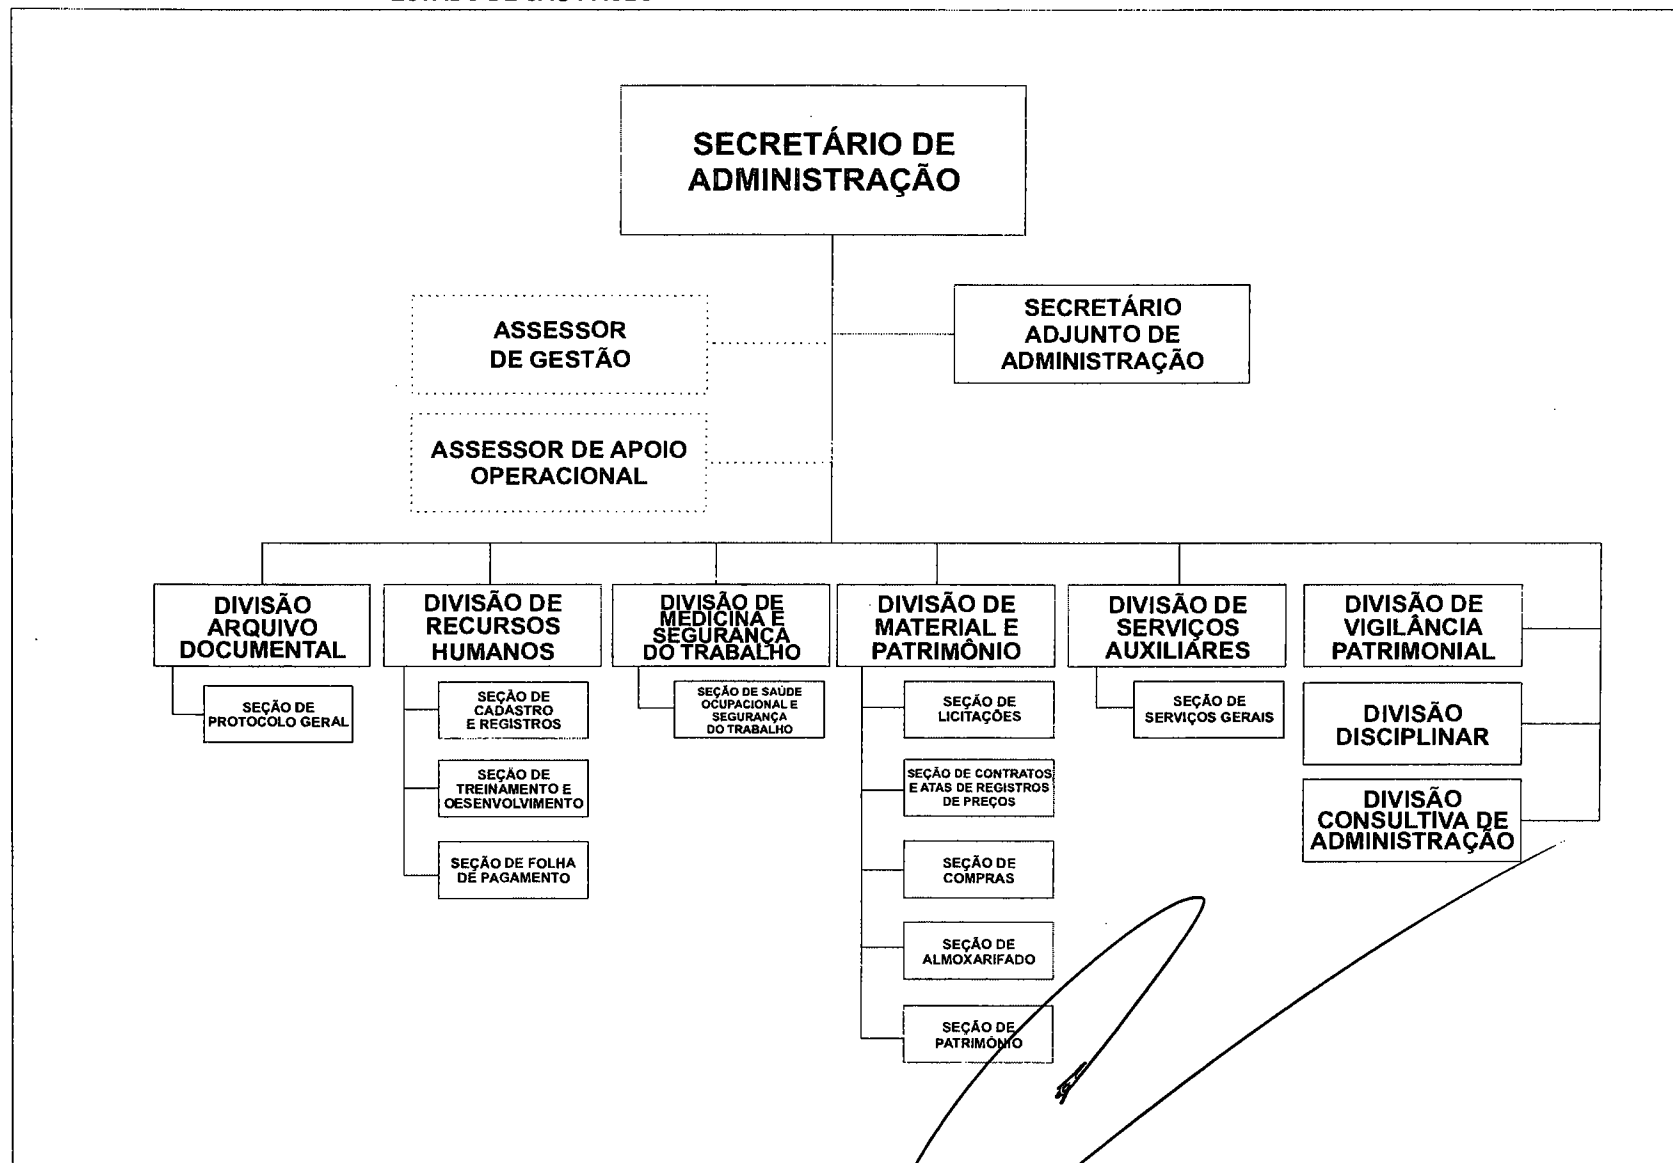 SECRETÁRIO DE
ADMINISTRAÇÃO
ASSESSOR
DE GESTÃO
SECRETÁRIO
ADJUNTO DE
ADMINISTRAÇÃO
ASSESSOR DE APOIO
OPERACIONAL
DIVISÃO
ARQUIVO
DOCUMENTAL
SEÇÃO DE
PROTOCOLO GERAL
DIVISÃO DE
RECURSOS
HUMANOS
SEÇÃO DE
CADASTRO
E REGISTROS
SEÇÃO DE
TREINAMENTO E
OESENVOLVIMENTO
SEÇÃO DE FOLHA
DE PAGAMENTO
DIVISÃO DE
MEDICINA E
SEGURANÇA
DO TRABALHO
SEÇÃO DE SAÚDE
OCUPACIONAL E
SEGURANÇA
DO TRABALHO
DIVISÃO DE
MATERIAL E
PATRIMÔNIO
SEÇÃO DE
LICITAÇÕES
SEÇÃO DE CONTRATOS
E ATAS DE REGISTROS
DE PREÇOS
SEÇÃO DE
COMPRAS
SEÇÃO DE
ALMOXARIFADO
SEÇÃO DE
PATRIMÔNIO
DIVISÃO DE
SERVIÇOS
AUXILIARES
SEÇÃO DE
SERVIÇOS GERAIS
DIVISÃO DE
VIGILÂNCIA
PATRIMONIAL
DIVISÃO
DISCIPLINAR
DIVISÃO
CONSULTIVA DE
ADMINISTRAÇÃO